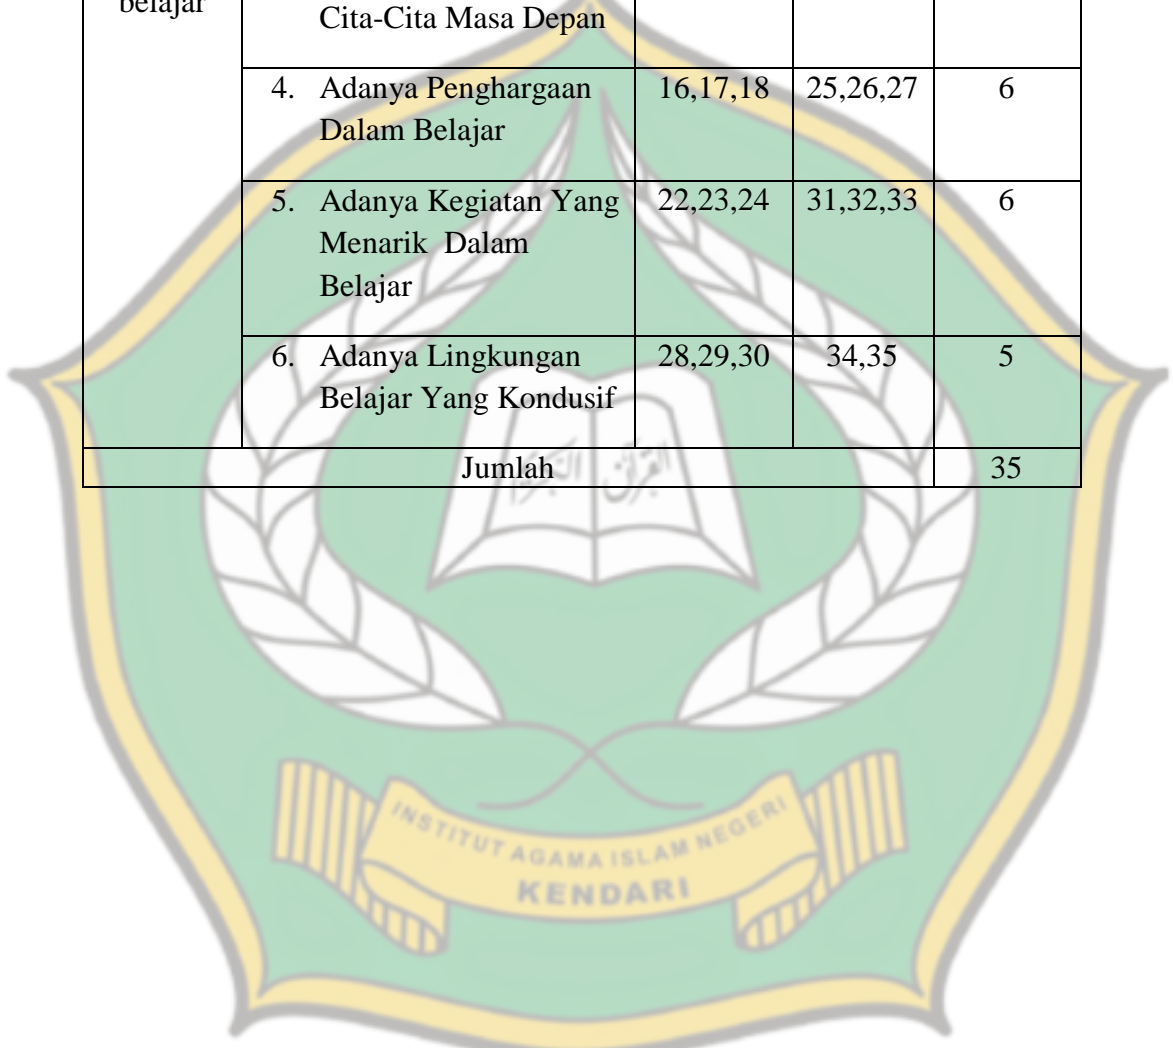 belajar
Cita-Cita Masa Depan
4. Adanya Penghargaan 16,17,18 25,26,27 6
Dalam Belajar
5. Adanya Kegiatan Yang 22,23,24 31,32,33 6
Menarik Dalam
Belajar
6. Adanya Lingkungan 28,29,30 34,35 5
Belajar Yang Kondusif
Jumlah 35
INSTITUT AGAMA ISLAM NEGERI
KENDARI